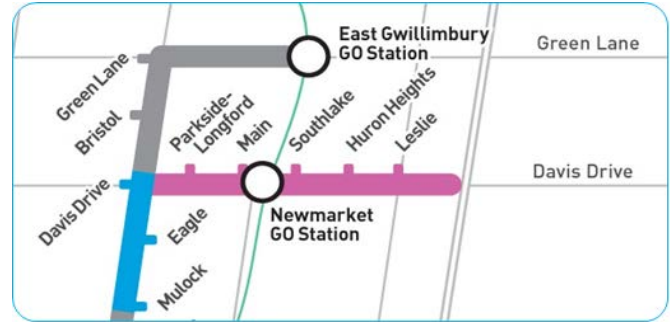 East Gwillimbury
GO Station
Green Lane
Green Lane
Bristol
Parkside-
Longford
Main
Southlake
Huron Heights
Leslie
Davis Drive
Davis Drive
Eagle
Newmarket
GO Station
Mulock